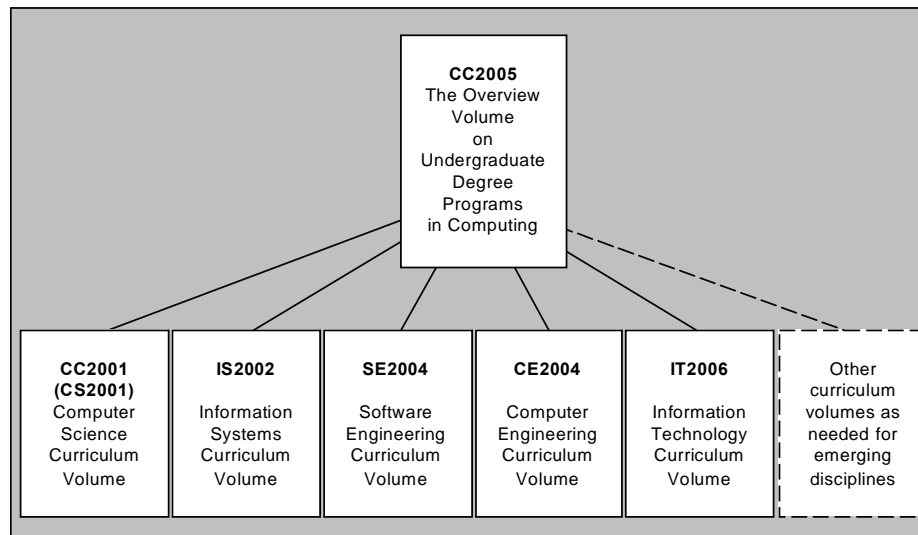 CC2005
The Overview
Volume
on
Undergraduate
Degree
Programs
in Computing
CC2001
(CS2001)
Computer
Science
Curriculum
Volume
IS2002
Information
Systems
Curriculum
Volume
SE2004
Software
Engineering
Curriculum
Volume
CE2004
Computer
Engineering
Curriculum
Volume
IT2006
Information
Technology
Curriculum
Volume
Other
curriculum
volumes as
needed for
emerging
disciplines